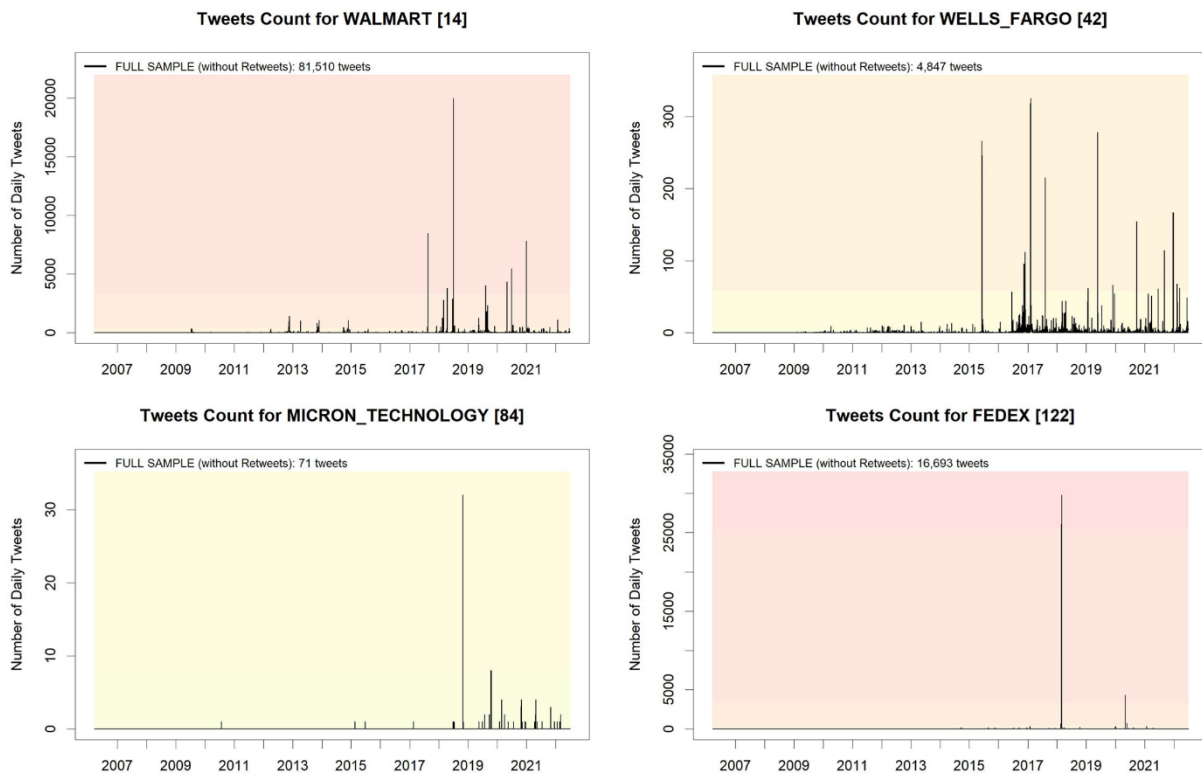 Tweets Count for WALMART [14]
FULL SAMPLE (without Retweets): 81,510 tweets
Number of Daily Tweets
20000
15000
10000
5000
0
2007 2009 2011 2013 2015 2017 2019 2021
Tweets Count for WELLS_FARGO [42]
FULL SAMPLE (without Retweets): 4,847 tweets
Number of Daily Tweets
300
200
100
0
2007 2009 2011 2013 2015 2017 2019 2021
Tweets Count for MICRON_TECHNOLOGY [84]
FULL SAMPLE (without Retweets): 71 tweets
Number of Daily Tweets
30
20
10
0
2007 2009 2011 2013 2015 2017 2019 2021
Tweets Count for FEDEX [122]
FULL SAMPLE (without Retweets): 16,693 tweets
Number of Daily Tweets
35000
25000
15000
5000
0
2007 2009 2011 2013 2015 2017 2019 2021